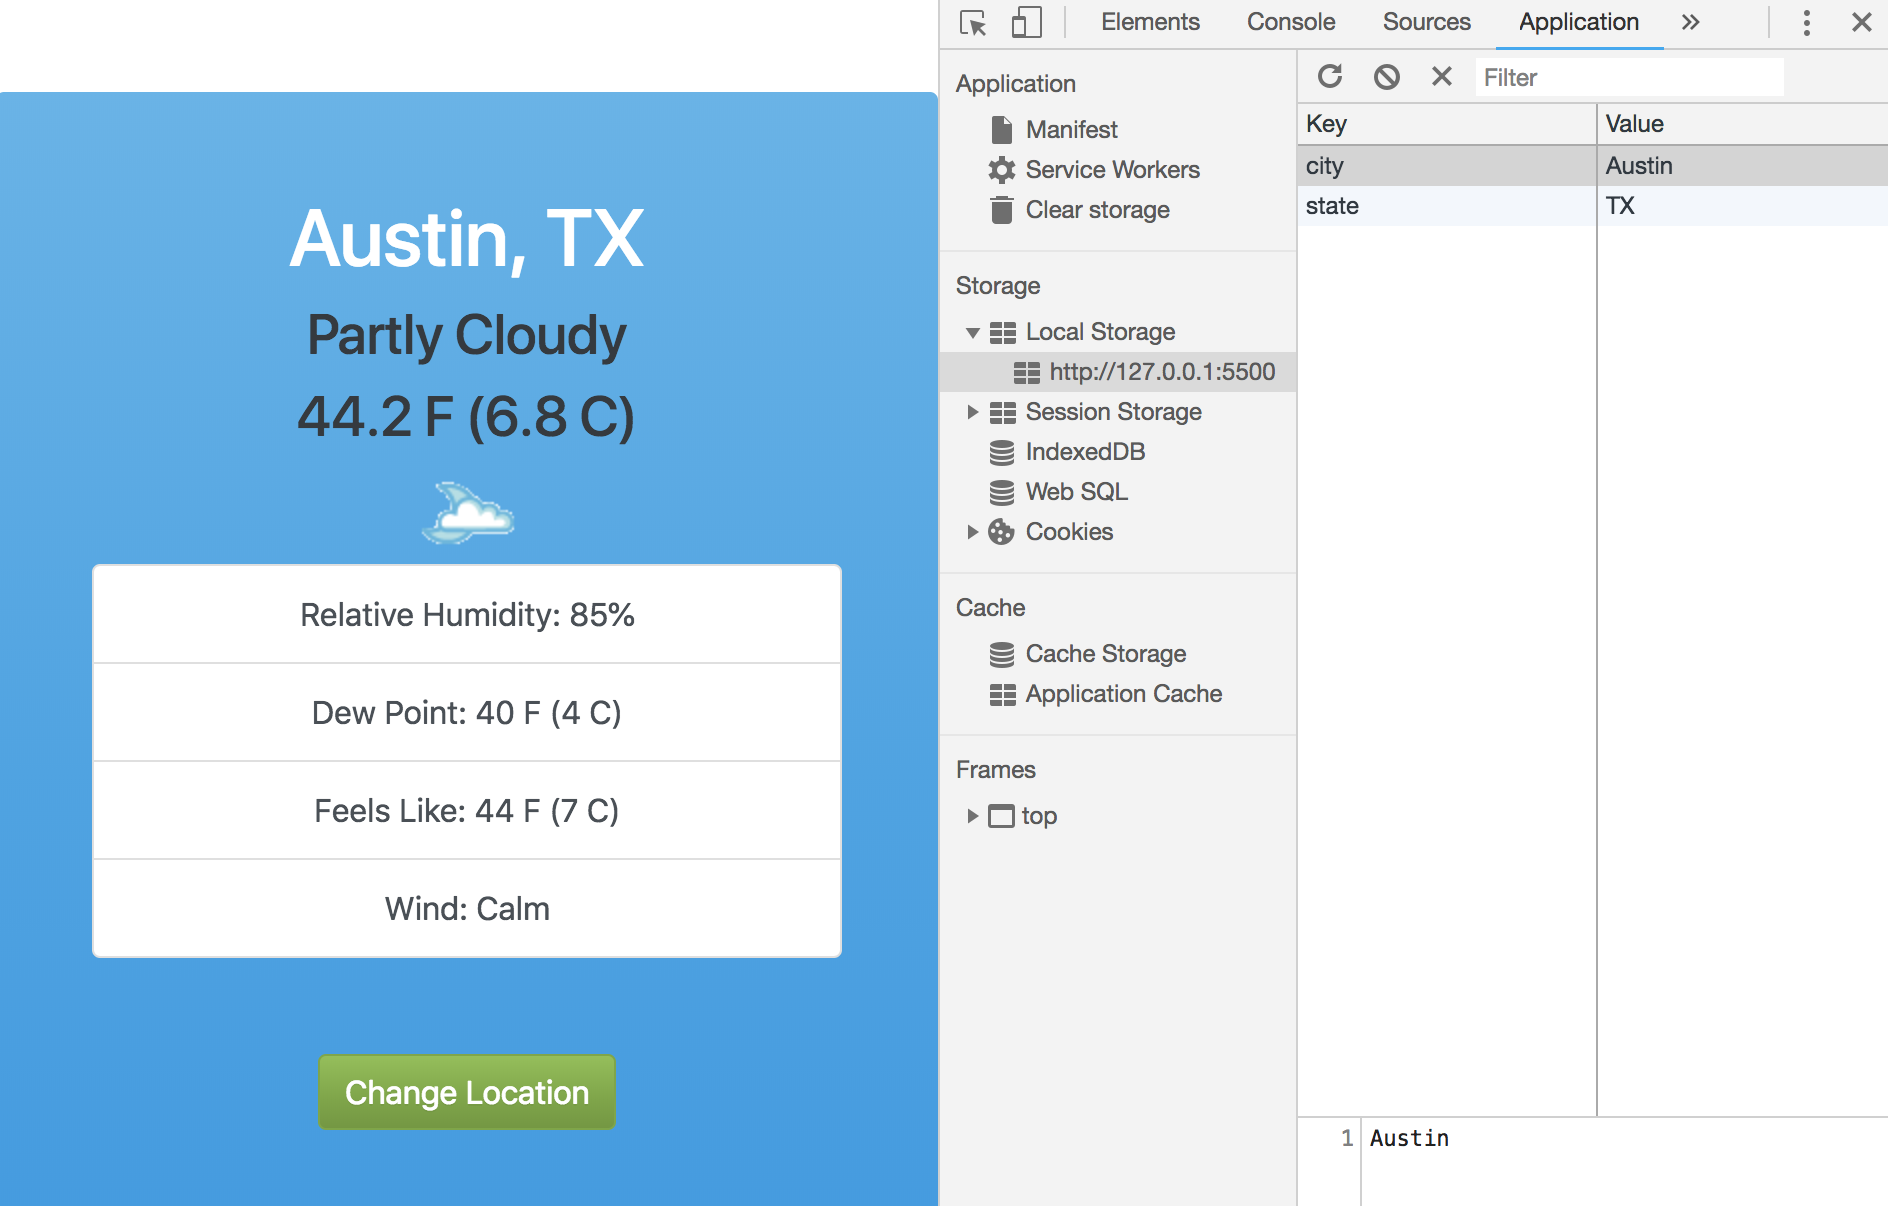 Austin, TX
Partly Cloudy
44.2 F (6.8 C)
Relative Humidity: 85%
Dew Point: 40 F (4 C)
Feels Like: 44 F (7 C)
Wind: Calm
Change Location
Elements Console Sources Application »
Application
Manifest
Service Workers
Clear storage
Storage
Local Storage
http://127.0.0.1:5500
Session Storage
IndexedDB
Web SQL
Cookies
Cache
Cache Storage
Application Cache
Frames
top
Filter
Key Value
city Austin
state TX
1 Austin